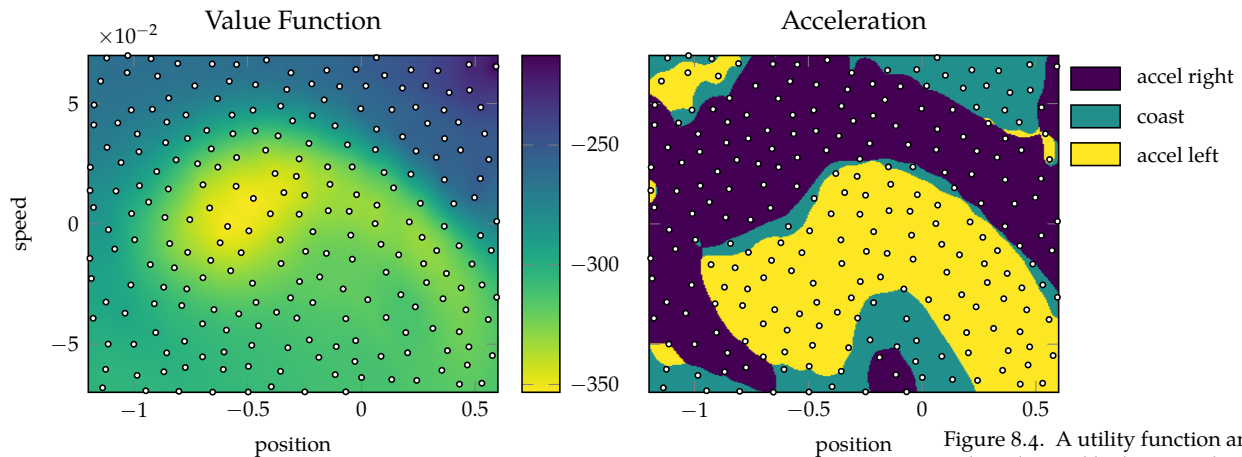 Value Function
Acceleration
×10⁻²
5
0
−5
speed
−1
−0.5
0
0.5
position
−250
−300
−350
−1
−0.5
0
0.5
position
accel right
coast
accel left
Figure 8.4. A utility function